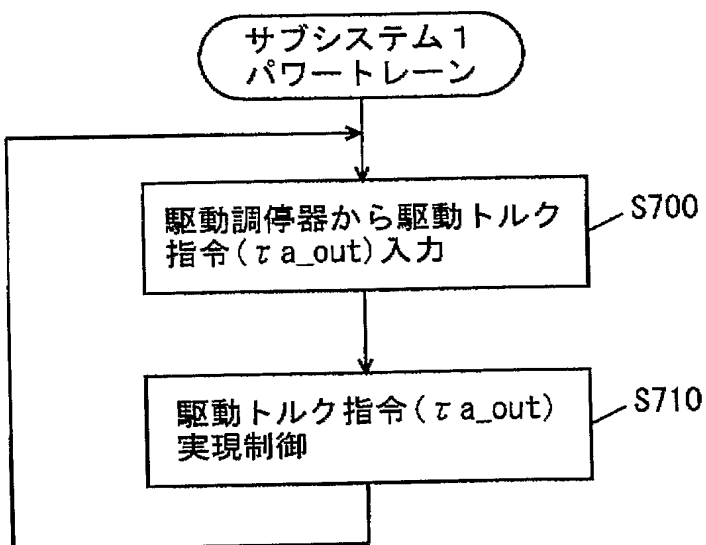 サブシステム1
パワートレーン
駆動調停器から駆動トルク
指令(τa_out)入力
S700
駆動トルク指令(τa_out)
実現制御
S710